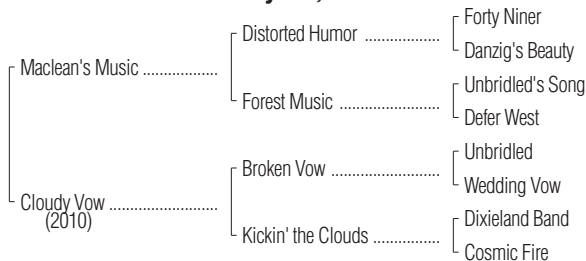 Forty Niner
Distorted Humor ..................
Danzig's Beauty
Maclean's Music ..................
Unbridled's Song
Forest Music ........................
Defer West
Unbridled
Broken Vow ..........................
Wedding Vow
Cloudy Vow ..........................
(2010)
Dixieland Band
Kickin' the Clouds ..................
Cosmic Fire